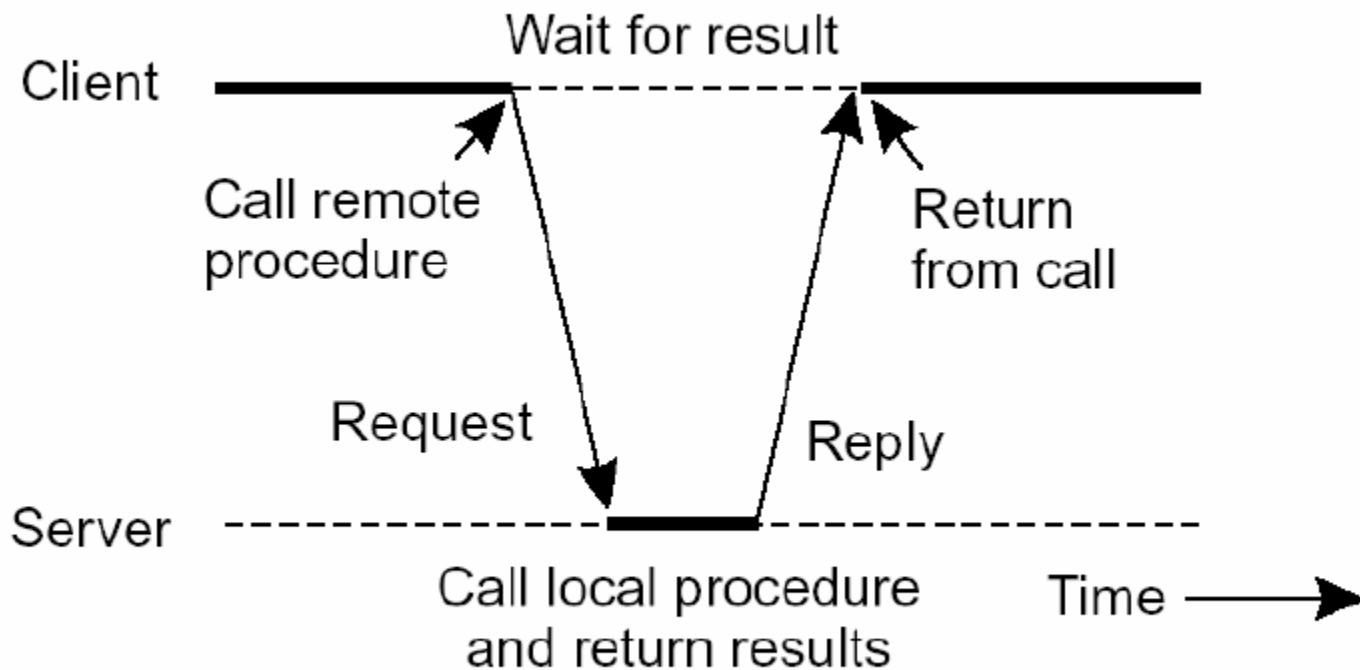 Wait for result
Client
Call remote
procedure
Return
from call
Request
Reply
Server
Call local procedure
and return results
Time